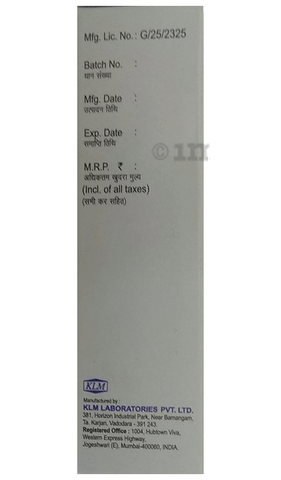 Mfg. Lic. No.: G/25/2325
Batch No. :
धान संख्या
Mfg. Date :
उत्पादन तिथि
Exp. Date :
समाप्ति तिथि
M.R.P. ₹ :
अधिकतम खुदरा मुल्य
(Incl. of all taxes)
(सभी कर सहित)
KLM
Manufactured by :
KLM LABORATORIES PVT. LTD.
381, Horizon Industrial Park, Near Bamangam,
Ta. Karjan, Vadodara - 391 243.
Registered Office : 1004, Hubtown Viva,
Western Express Highway,
Jogeshwari (E), Mumbai-400060, INDIA.